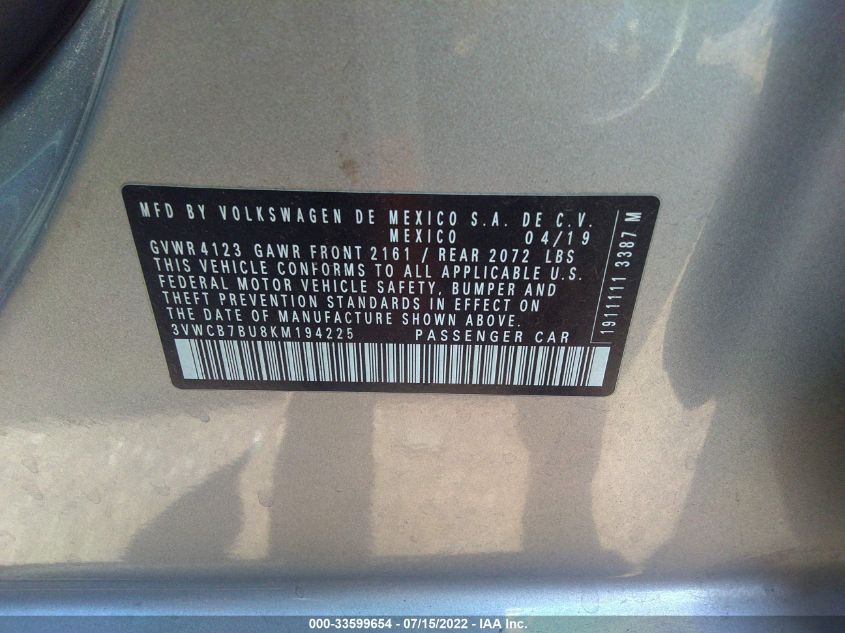 MFD BY VOLKSWAGEN DE MEXICO S.A. DE C.V.
MEXICO 04/19
GVWR 4123 GAWR FRONT 2161 / REAR 2072 LBS
THIS VEHICLE CONFORMS TO ALL APPLICABLE U.S.
FEDERAL MOTOR VEHICLE SAFETY, BUMPER AND
THEFT PREVENTION STANDARDS IN EFFECT ON
THE DATE OF MANUFACTURE SHOWN ABOVE.
3VWCB7BU8KM194225 PASSENGER CAR
1911111 3387 M
000-33599654 - 07/15/2022 - IAA Inc.